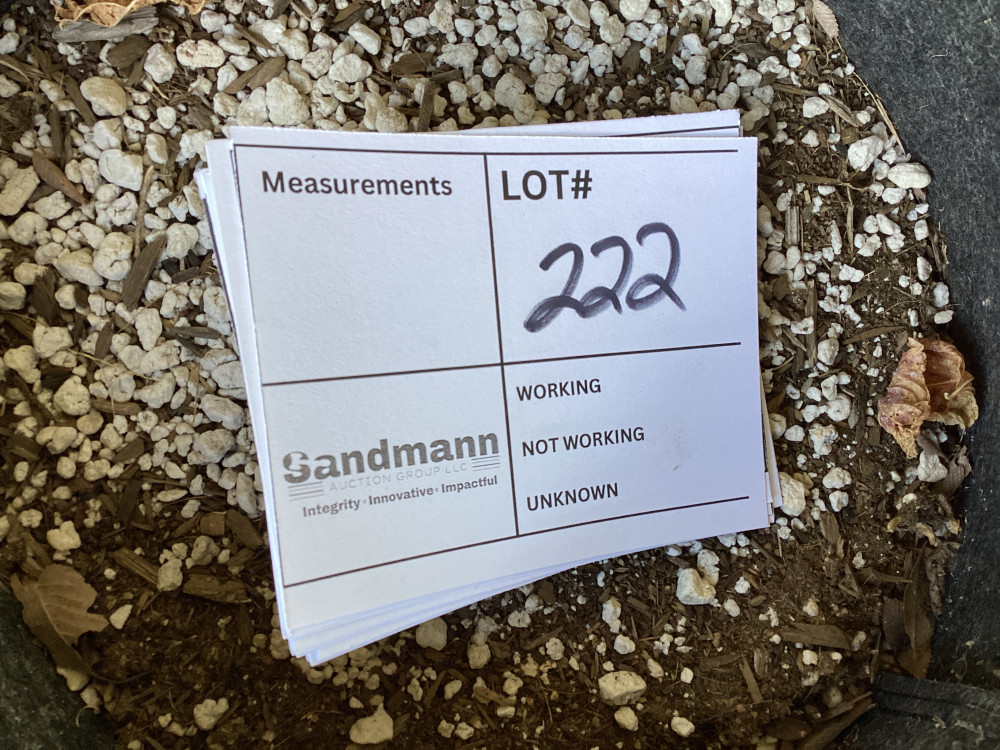 Measurements
LOT#
222
WORKING
NOT WORKING
UNKNOWN
Sandmann
AUCTION GROUP LLC
Integrity • Innovative • Impactful